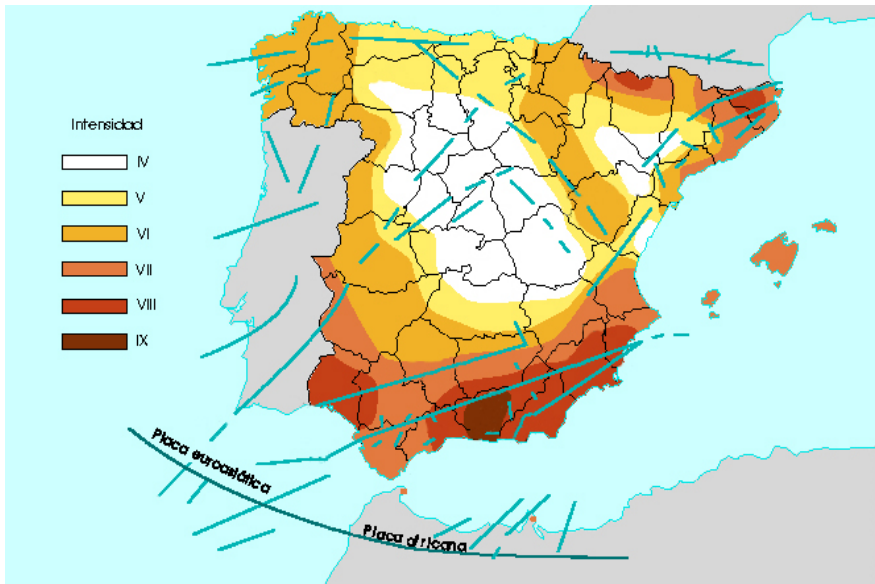 Intensidad
IV
V
VI
VII
VIII
IX
Placa euroasiática
Placa africana